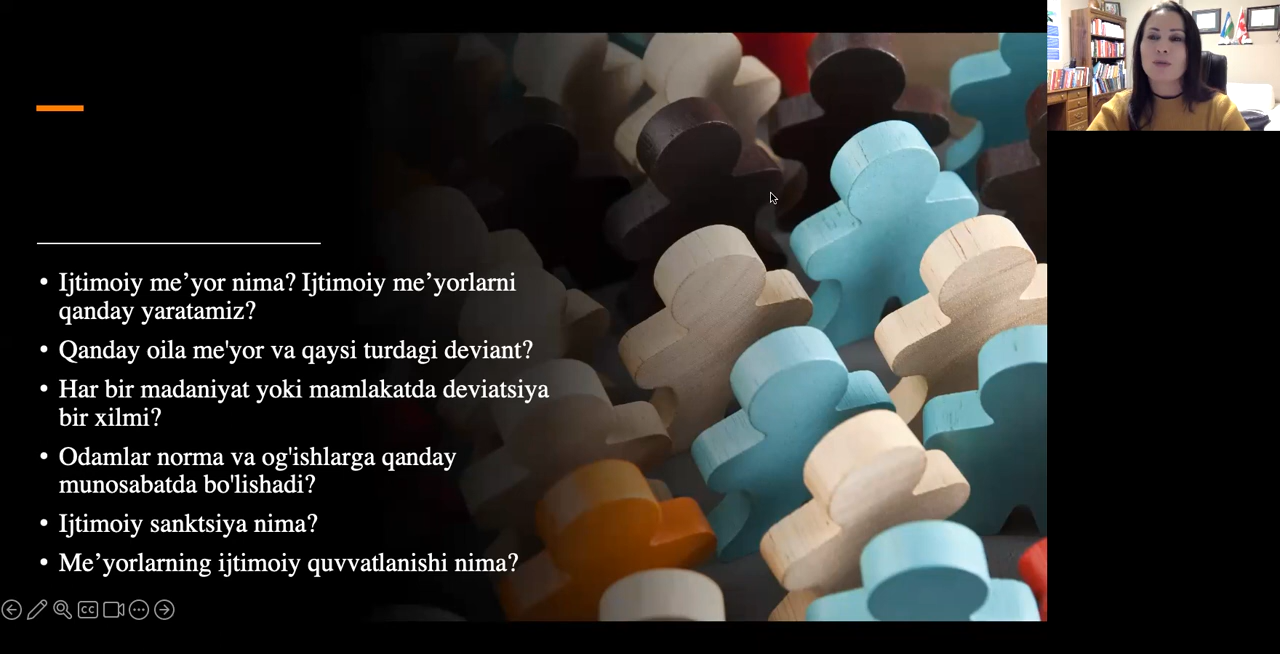 • Ijtimoiy me’yor nima? Ijtimoiy me’yorlarni
qanday yaratamiz?
• Qanday oila me'yor va qaysi turdagi deviant?
• Har bir madaniyat yoki mamlakatda deviatsiya
bir xilmi?
• Odamlar norma va og'ishlarga qanday
munosabatda bo'lishadi?
• Ijtimoiy sanktsiya nima?
• Me’yorlarning ijtimoiy quvvatlanishi nima?
CC